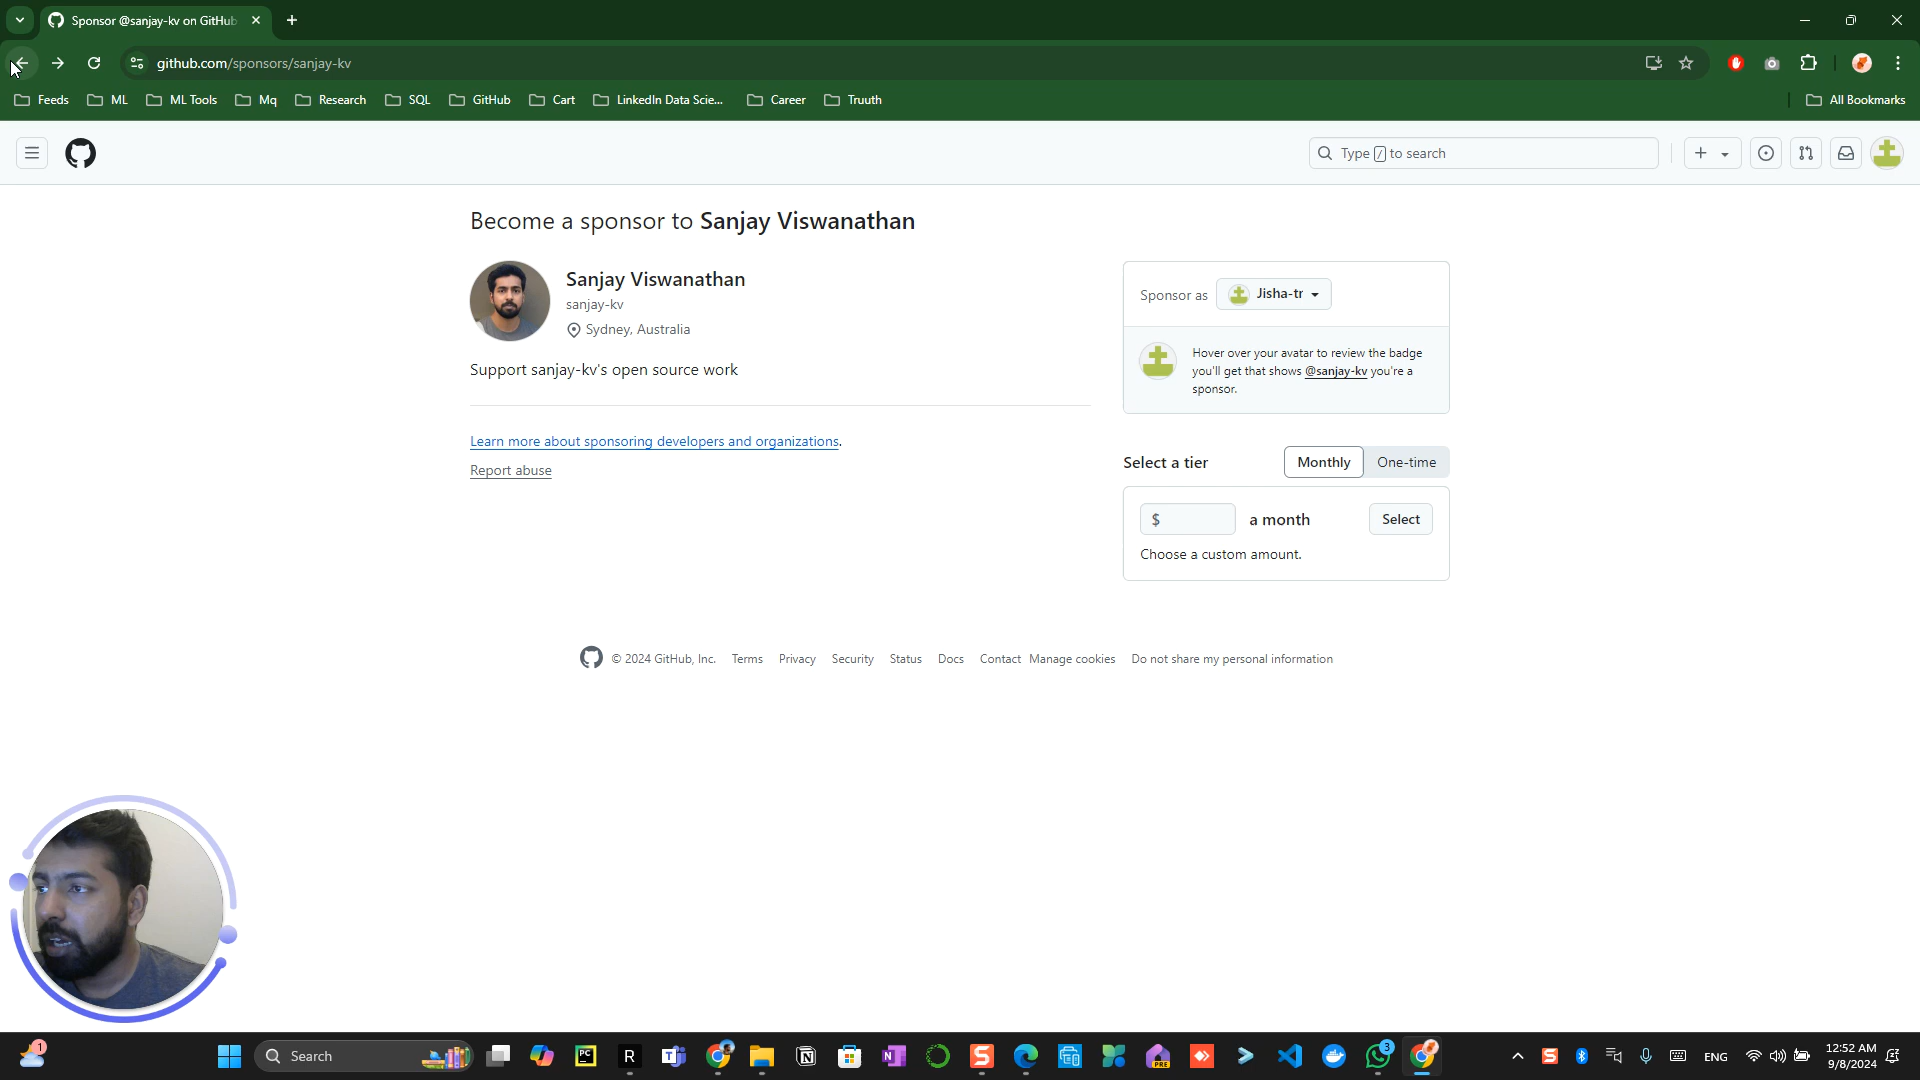 Sponsor @sanjay-kv on GitHub
github.com/sponsors/sanjay-kv
Feeds ML ML Tools Mq Research SQL GitHub Cart LinkedIn Data Scie... Career Truuth All Bookmarks
Type / to search
Become a sponsor to Sanjay Viswanathan
Sanjay Viswanathan
sanjay-kv
Sydney, Australia
Support sanjay-kv's open source work
Learn more about sponsoring developers and organizations.
Report abuse
Sponsor as Jisha-tr
Hover over your avatar to review the badge
you'll get that shows @sanjay-kv you're a
sponsor.
Select a tier Monthly One-time
$ a month Select
Choose a custom amount.
© 2024 GitHub, Inc. Terms Privacy Security Status Docs Contact Manage cookies Do not share my personal information
1 Search PC R T N N S PRE 3 S ENG 12:52 AM
9/8/2024